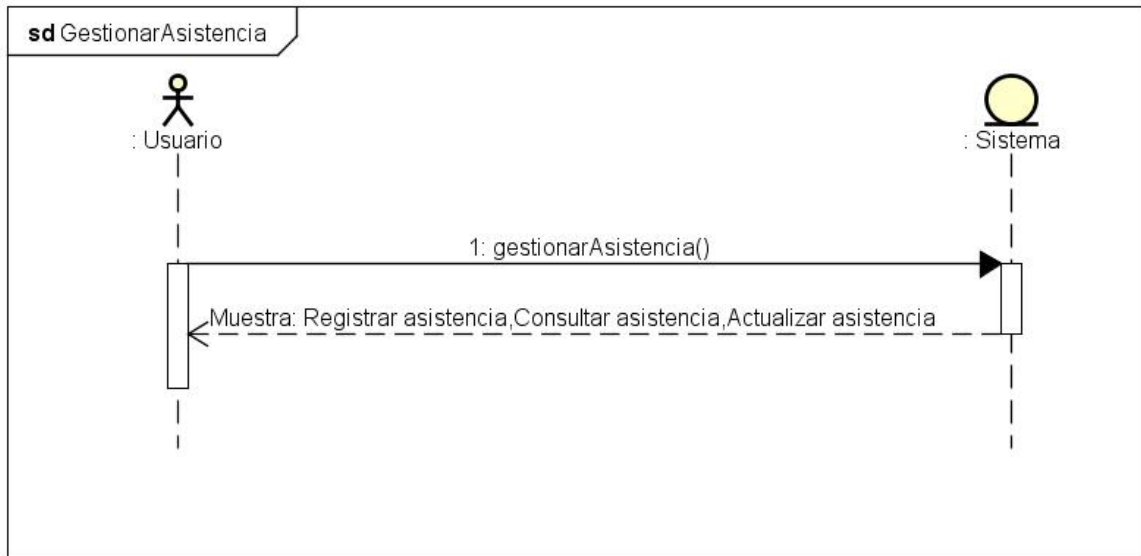 sd GestionarAsistencia
: Usuario
: Sistema
1: gestionarAsistencia()
Muestra: Registrar asistencia,Consultar asistencia,Actualizar asistencia